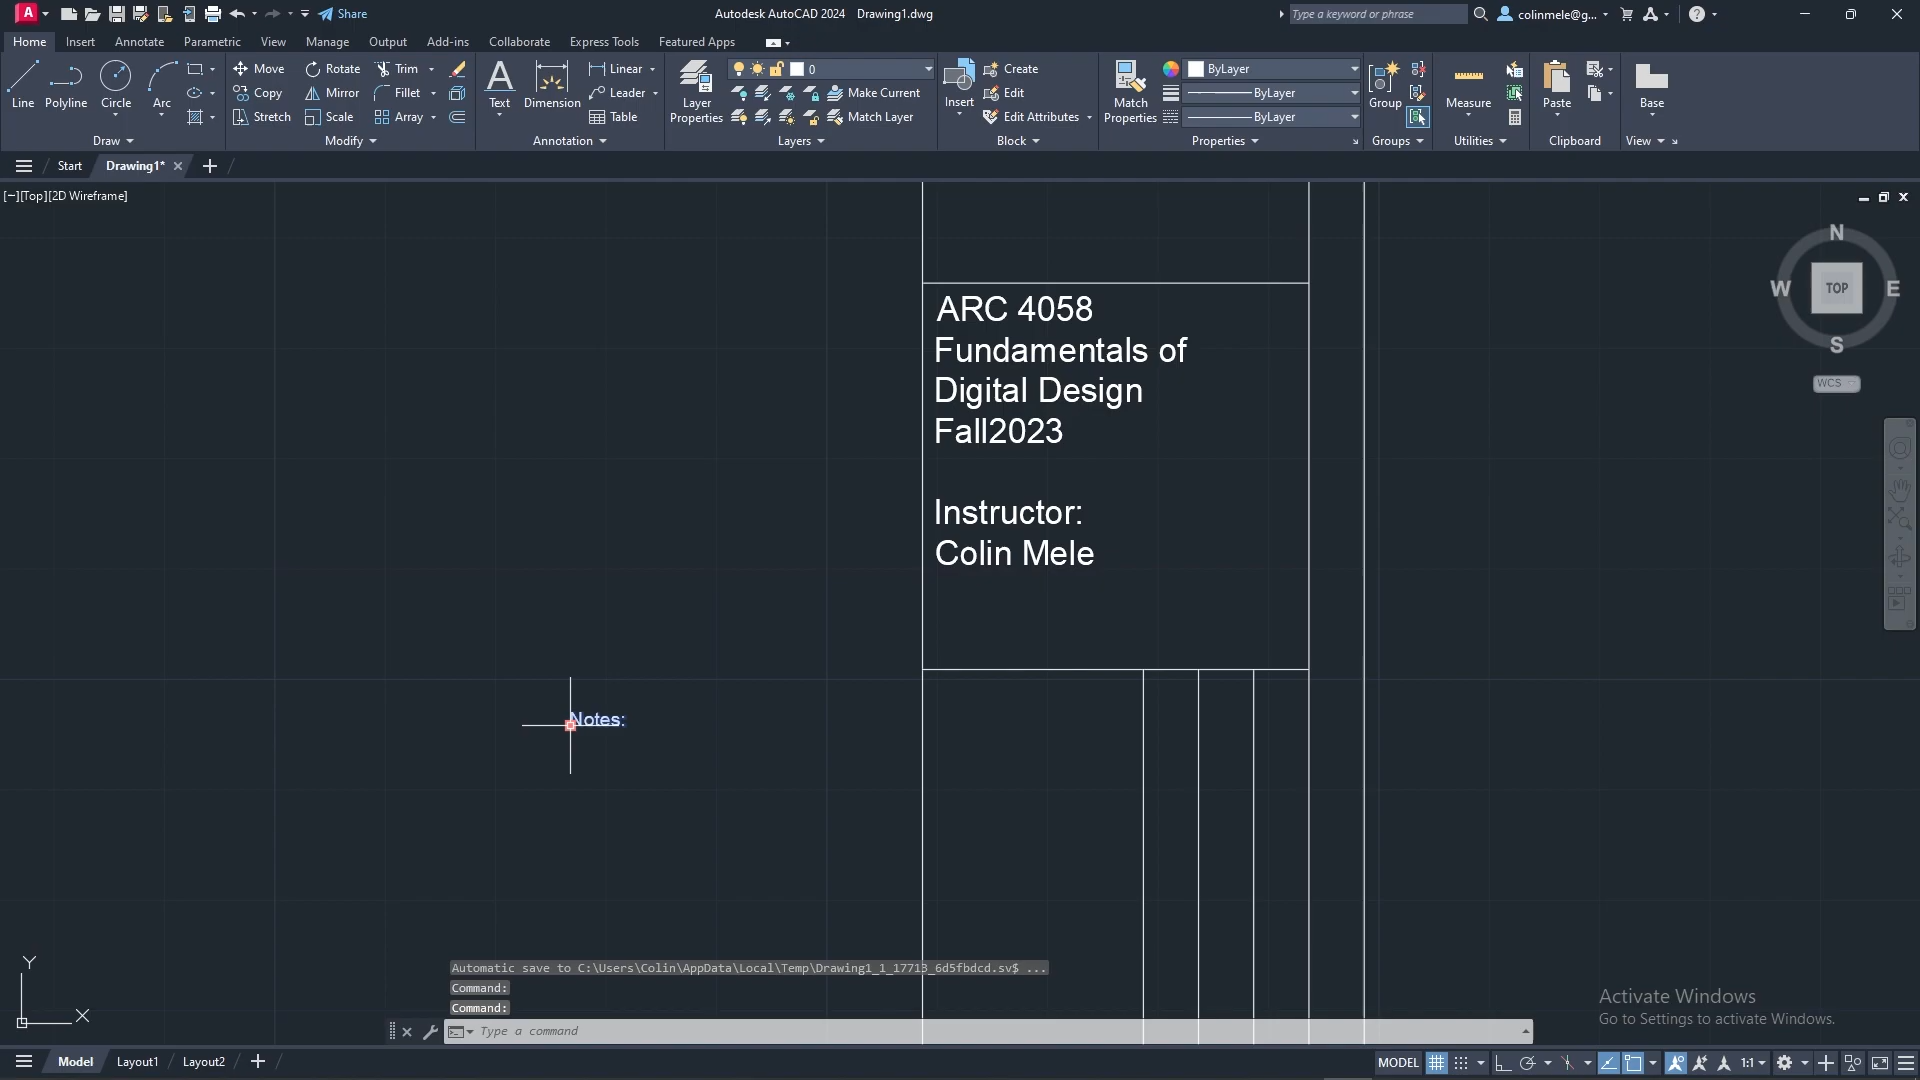 Share
Autodesk AutoCAD 2024 Drawing1.dwg
Type a keyword or phrase
colinmele@g...
Home Insert Annotate Parametric View Manage Output Add-ins Collaborate Express Tools Featured Apps
Line Polyline Circle Arc
Move Rotate Trim
Copy Mirror Fillet
Stretch Scale Array
Text Dimension
Linear
Leader
Table
Layer Properties
0
Make Current
Match Layer
Insert
Create
Edit
Edit Attributes
Match Properties
ByLayer
ByLayer
ByLayer
Group
Measure
Paste
Base
Draw Modify Annotation Layers Block Properties Groups Utilities Clipboard View
Start Drawing1*
[−][Top][2D Wireframe]
N
W TOP E
S
WCS
ARC 4058
Fundamentals of
Digital Design
Fall2023
Instructor:
Colin Mele
Notes:
Y
X
Automatic save to C:\Users\Colin\AppData\Local\Temp\Drawing1_1_17713_6d5fbdcd.sv$ ...
Command:
Command:
Type a command
Activate Windows
Go to Settings to activate Windows.
Model Layout1 Layout2
MODEL 1:1